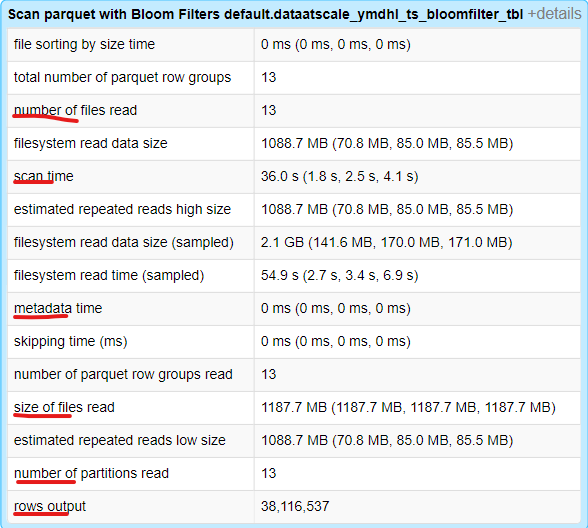 Scan parquet with Bloom Filters default.dataatscale_ymdhl_ts_bloomfilter_tbl +details
file sorting by size time 0 ms (0 ms, 0 ms, 0 ms)
total number of parquet row groups 13
number of files read 13
filesystem read data size 1088.7 MB (70.8 MB, 85.0 MB, 85.5 MB)
scan time 36.0 s (1.8 s, 2.5 s, 4.1 s)
estimated repeated reads high size 1088.7 MB (70.8 MB, 85.0 MB, 85.5 MB)
filesystem read data size (sampled) 2.1 GB (141.6 MB, 170.0 MB, 171.0 MB)
filesystem read time (sampled) 54.9 s (2.7 s, 3.4 s, 6.9 s)
metadata time 0 ms (0 ms, 0 ms, 0 ms)
skipping time (ms) 0 ms (0 ms, 0 ms, 0 ms)
number of parquet row groups read 13
size of files read 1187.7 MB (1187.7 MB, 1187.7 MB, 1187.7 MB)
estimated repeated reads low size 1088.7 MB (70.8 MB, 85.0 MB, 85.5 MB)
number of partitions read 13
rows output 38,116,537